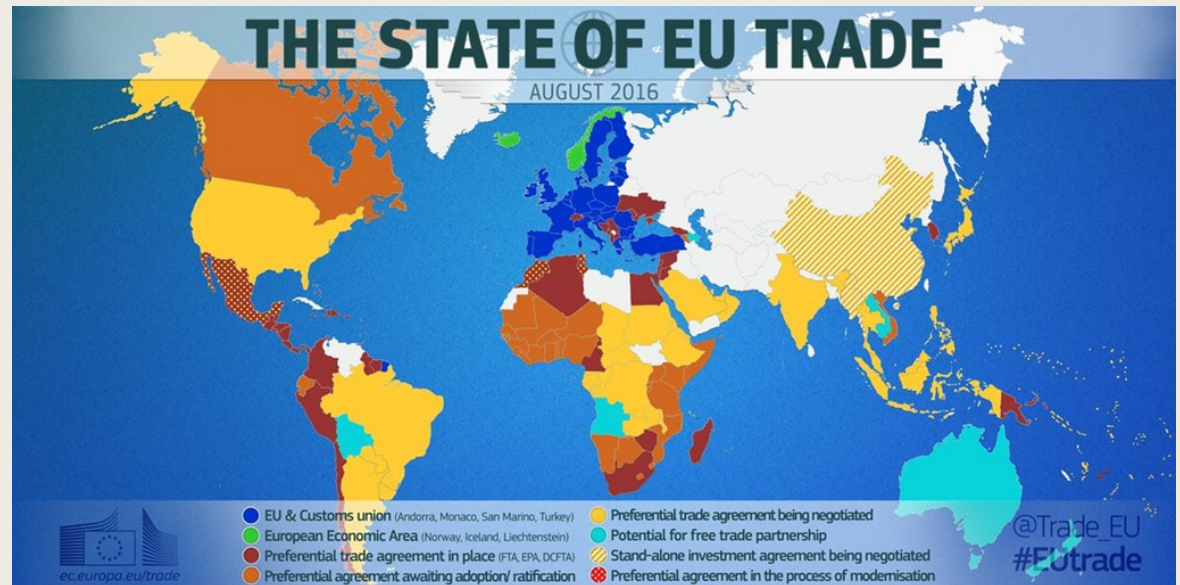 THE STATE OF EU TRADE
AUGUST 2016
EU & Customs union (Andorra, Monaco, San Marino, Turkey)
European Economic Area (Norway, Iceland, Liechtenstein)
Preferential trade agreement in place (FTA, EPA, DCFTA)
Preferential agreement awaiting adoption/ ratification
Preferential trade agreement being negotiated
Potential for free trade partnership
Stand-alone investment agreement being negotiated
Preferential agreement in the process of modernisation
ec.europa.eu/trade
@Trade_EU
#EUtrade